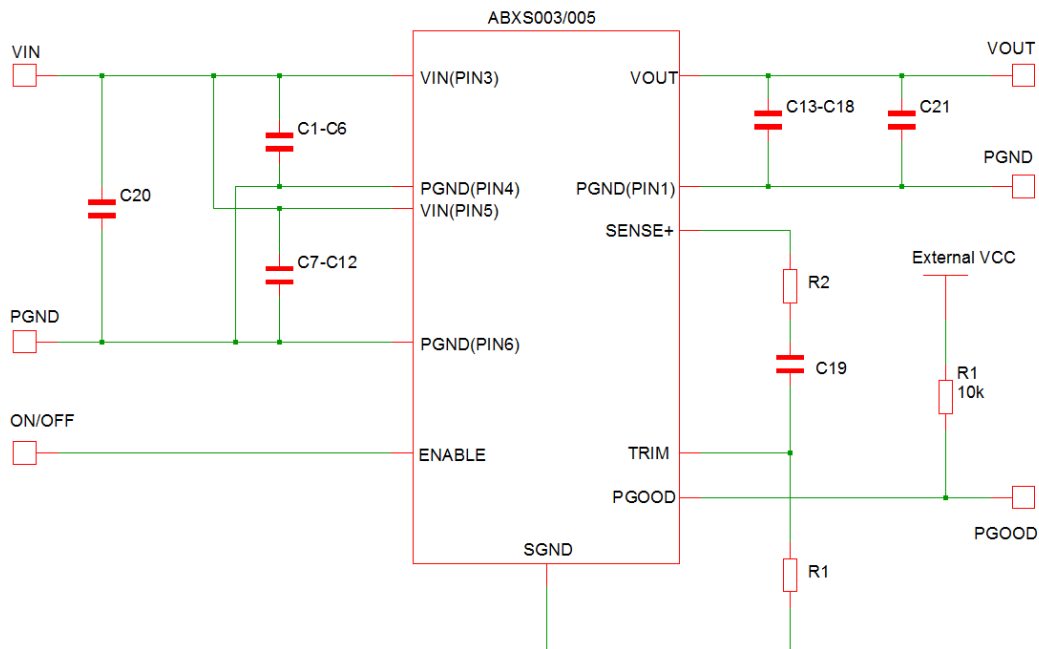 ABXS003/005
VIN
VOUT
VIN(PIN3)
VOUT
C1-C6
C13-C18
C21
PGND
C20
PGND(PIN4)
PGND(PIN1)
VIN(PIN5)
SENSE+
C7-C12
External VCC
R2
PGND
PGND(PIN6)
C19
R1
10k
ON/OFF
ENABLE
TRIM
PGOOD
PGOOD
SGND
R1